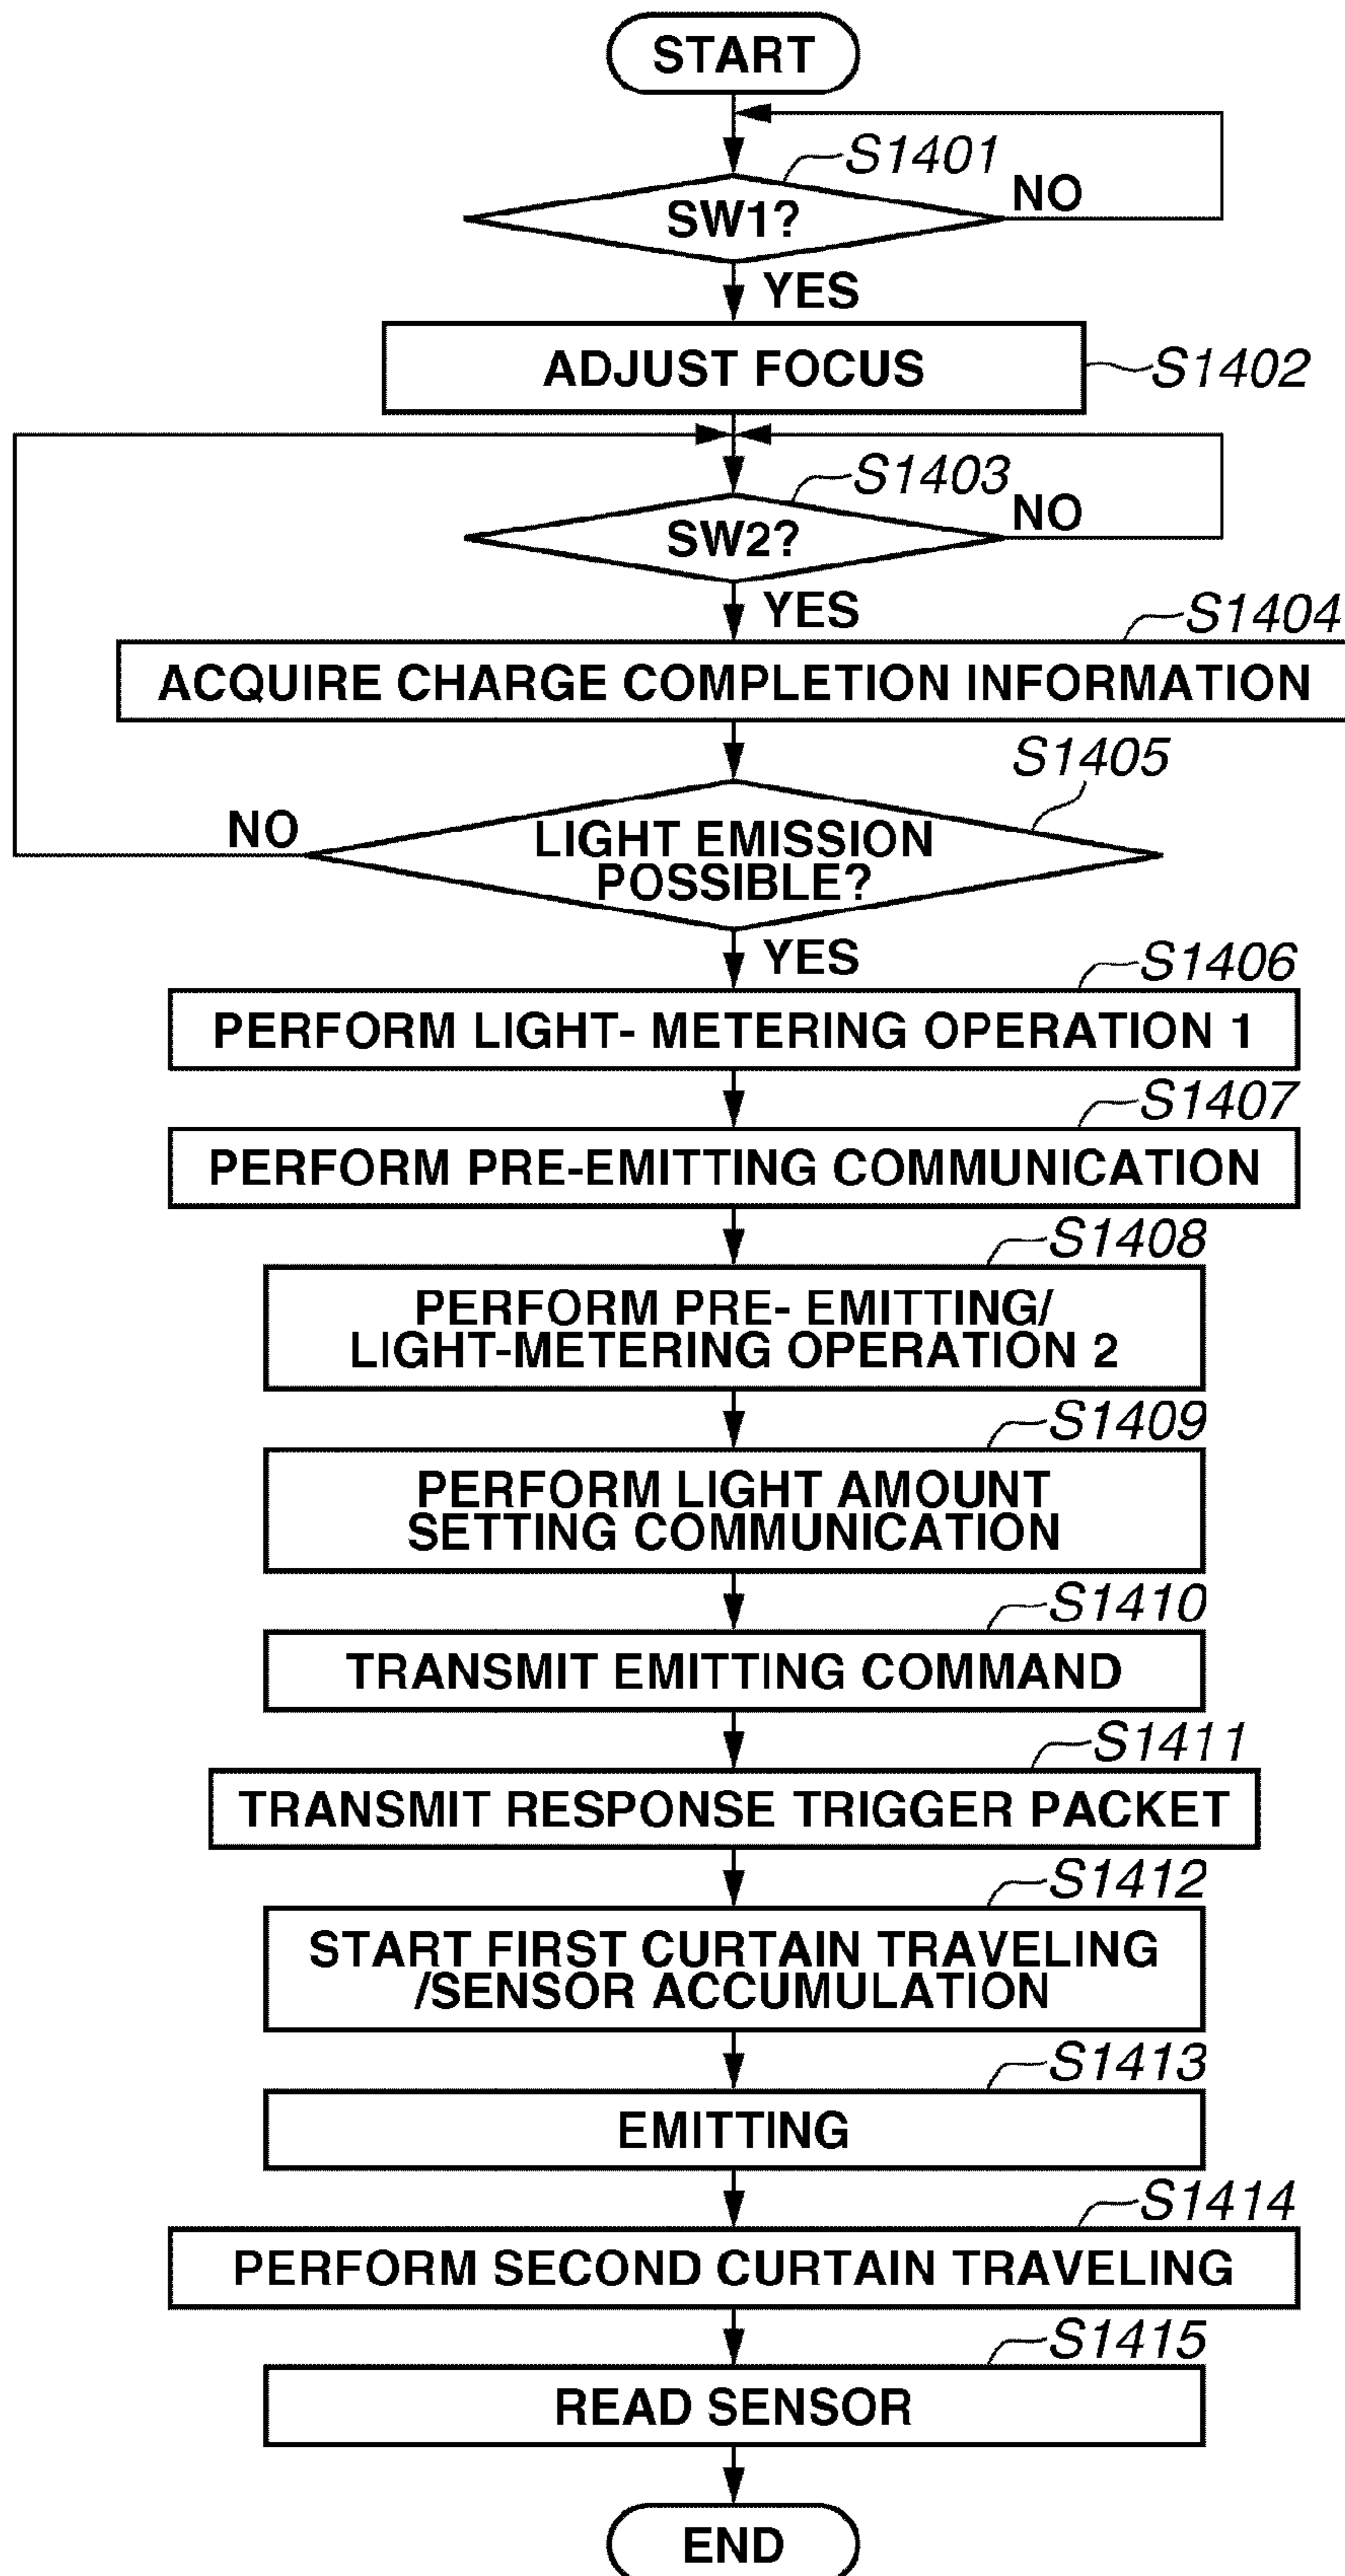 START
S1401
SW1?
NO
YES
ADJUST FOCUS
S1402
S1403
SW2?
NO
YES
S1404
ACQUIRE CHARGE COMPLETION INFORMATION
S1405
NO
LIGHT EMISSION
POSSIBLE?
YES
S1406
PERFORM LIGHT- METERING OPERATION 1
S1407
PERFORM PRE-EMITTING COMMUNICATION
S1408
PERFORM PRE- EMITTING/
LIGHT-METERING OPERATION 2
S1409
PERFORM LIGHT AMOUNT
SETTING COMMUNICATION
S1410
TRANSMIT EMITTING COMMAND
S1411
TRANSMIT RESPONSE TRIGGER PACKET
S1412
START FIRST CURTAIN TRAVELING
/SENSOR ACCUMULATION
S1413
EMITTING
S1414
PERFORM SECOND CURTAIN TRAVELING
S1415
READ SENSOR
END